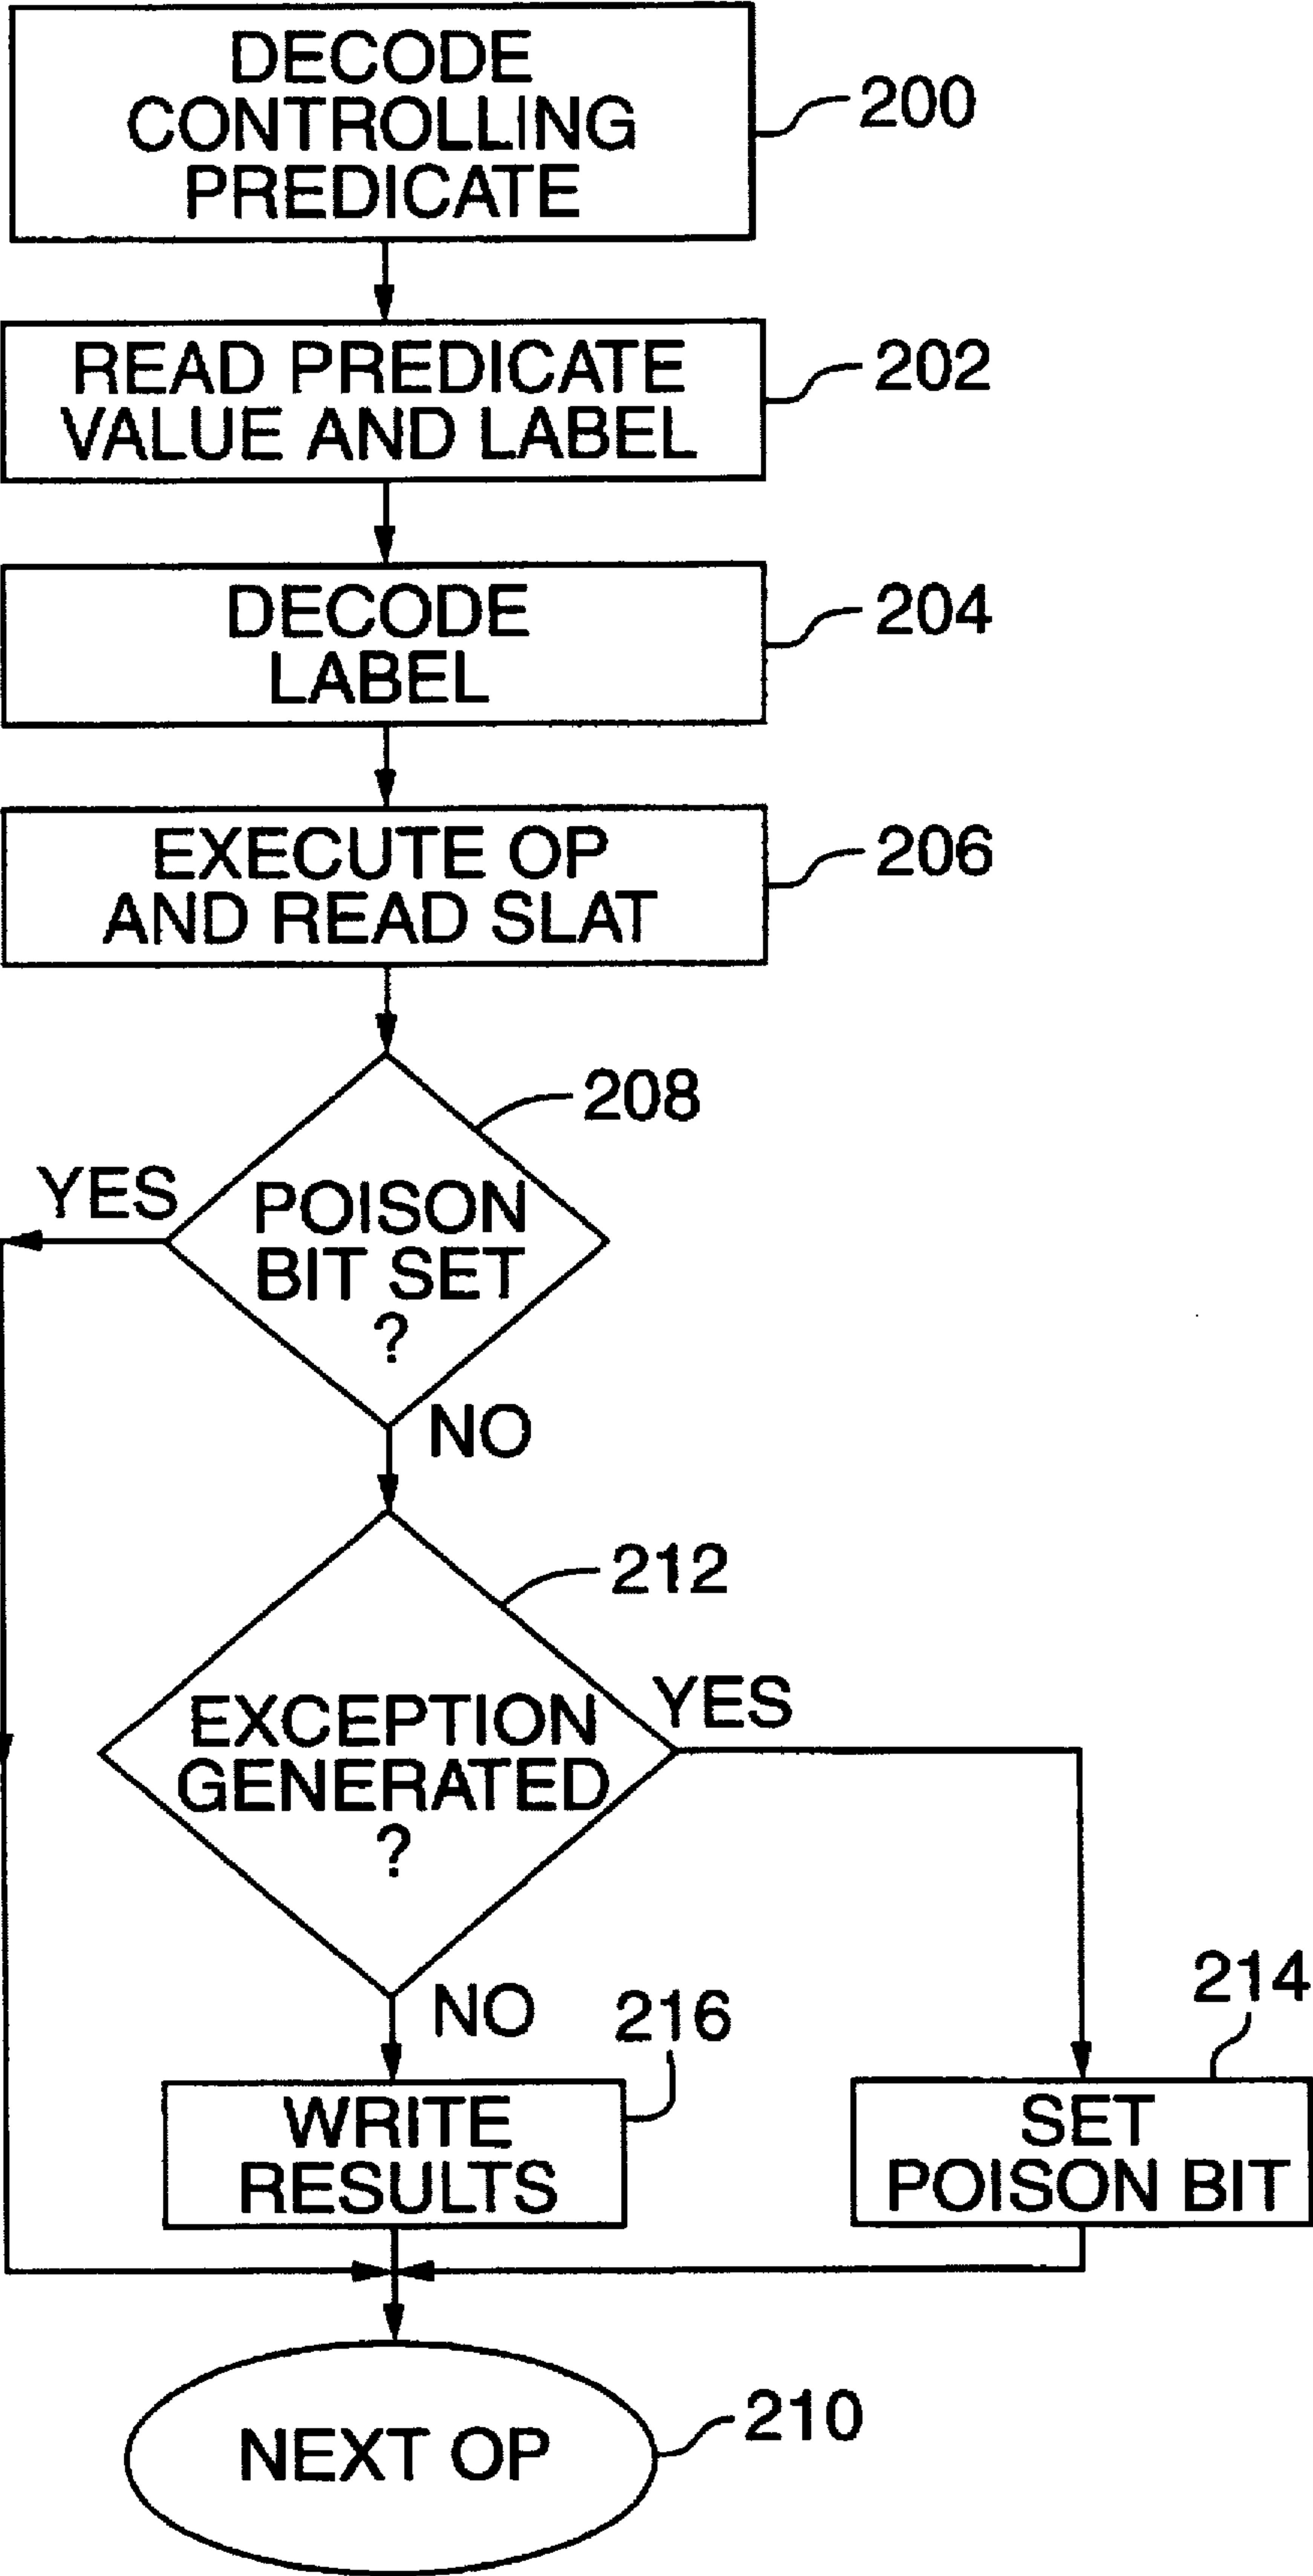 DECODE
CONTROLLING
PREDICATE
200
READ PREDICATE
VALUE AND LABEL
202
DECODE
LABEL
204
EXECUTE OP
AND READ SLAT
206
208
YES
POISON
BIT SET
?
NO
212
EXCEPTION
GENERATED
?
YES
NO
216
214
WRITE
RESULTS
SET
POISON BIT
NEXT OP
210